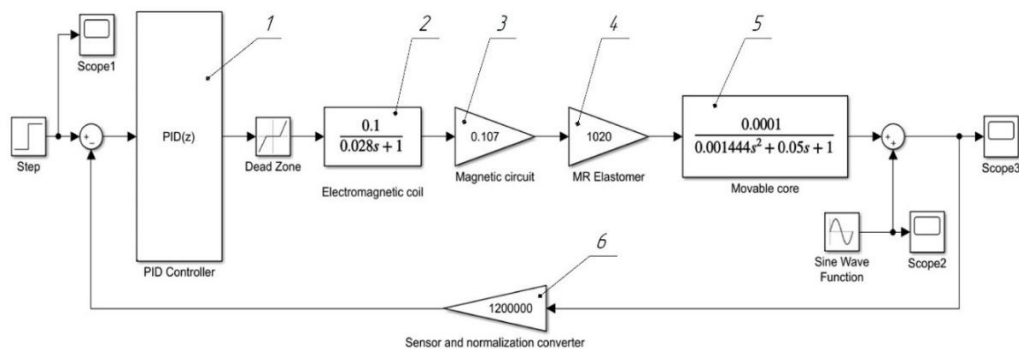 1
2
3
4
5
Scope1
Step
+
−
PID(z)
PID Controller
Dead Zone
0.1
0.028s + 1
Electromagnetic coil
0.107
Magnetic circuit
1020
MR Elastomer
0.0001
0.001444s² + 0.05s + 1
Movable core
+
+
Scope3
Sine Wave
Function
Scope2
6
1200000
Sensor and normalization converter